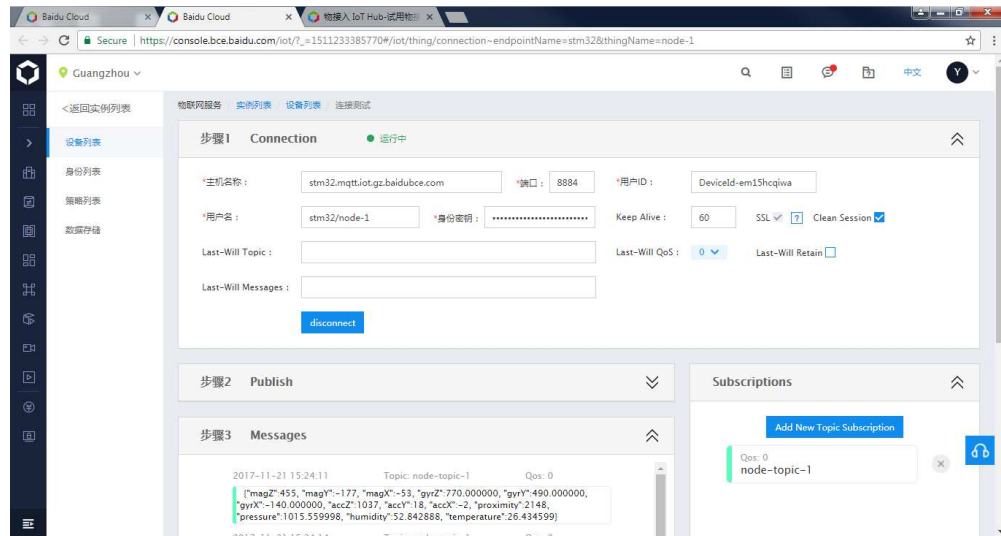 Baidu Cloud
Baidu Cloud
物接入 IoT Hub-试用物
Secure | https://console.bce.baidu.com/iot/?_=1511233385770#/iot/thing/connection~endpointName=stm32&thingName=node-1
Guangzhou
中文
Y
<返回实例列表
物联网服务 实例列表 设备列表 连接测试
设备列表
身份列表
策略列表
数据存储
步骤1 Connection 运行中
*主机名称： stm32.mqtt.iot.gz.baidubce.com *端口： 8884 *用户ID： DeviceId-em15hcqiwa
*用户名： stm32/node-1 *身份密钥： Keep Alive： 60 SSL ? Clean Session
Last-Will Topic： Last-Will QoS： 0 Last-Will Retain
Last-Will Messages：
disconnect
步骤2 Publish
Subscriptions
Add New Topic Subscription
Qos: 0
node-topic-1
步骤3 Messages
2017-11-21 15:24:11 Topic: node-topic-1 Qos: 0
{"magZ":455, "magY":-177, "magX":-53, "gyrZ":770.000000, "gyrY":490.000000,
"gyrX":-140.000000, "accZ":1037, "accY":18, "accX":-2, "proximity":2148,
"pressure":1015.559998, "humidity":52.842888, "temperature":26.434599}